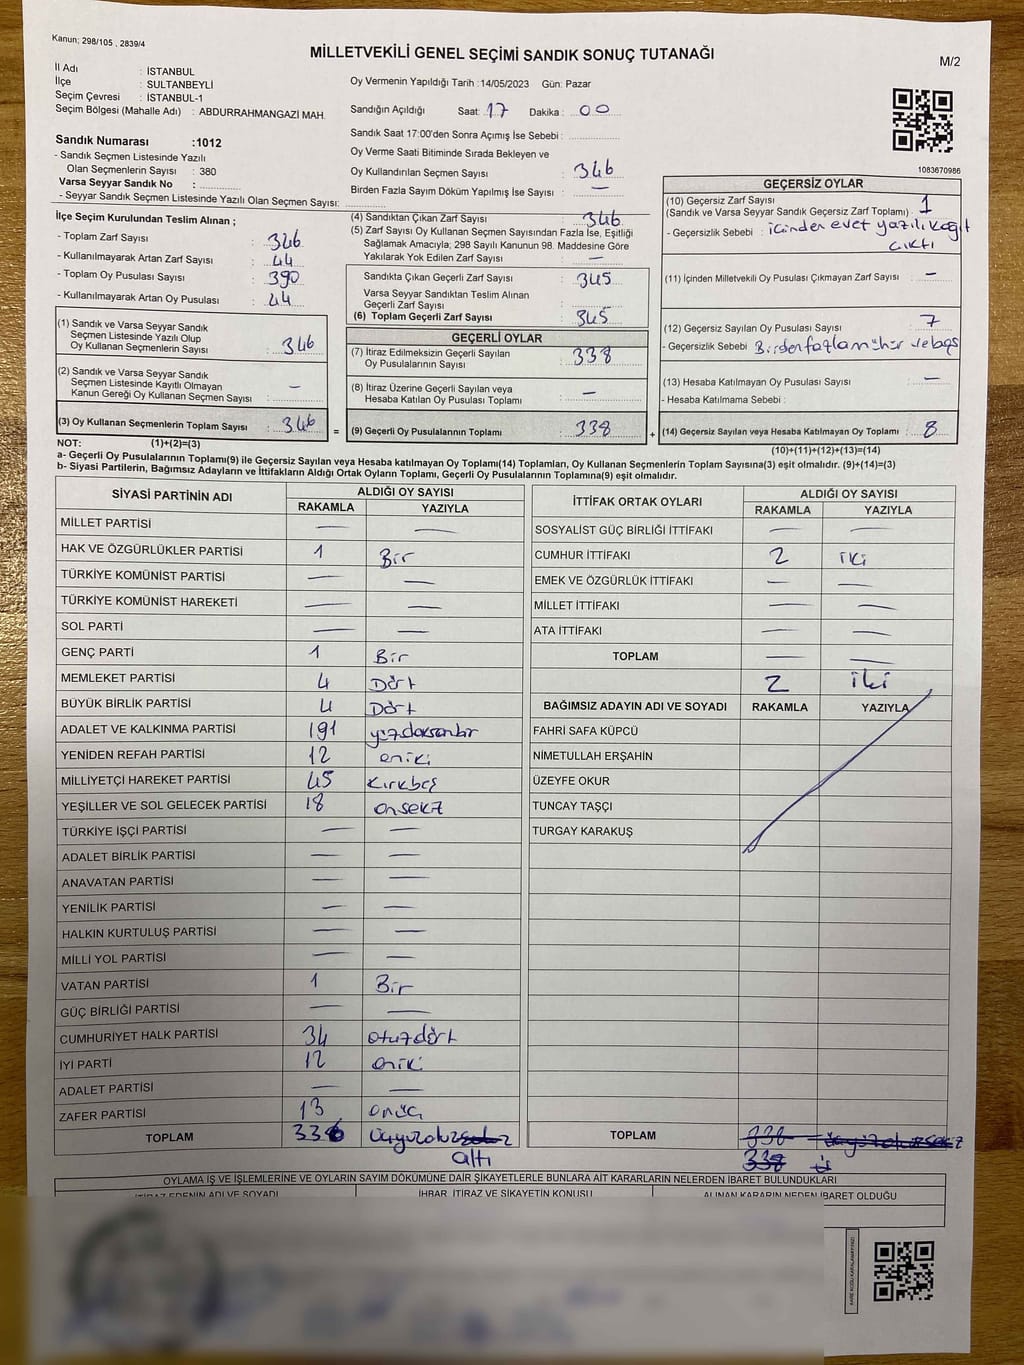 Kanun; 298/105 , 2839/4
MİLLETVEKİLİ GENEL SEÇİMİ SANDIK SONUÇ TUTANAĞI
M/2
İl Adı : İSTANBUL
İlçe : SULTANBEYLİ
Seçim Çevresi : İSTANBUL-1
Seçim Bölgesi (Mahalle Adı) : ABDURRAHMANGAZİ MAH.
Sandık Numarası :1012
- Sandık Seçmen Listesinde Yazılı
Olan Seçmenlerin Sayısı : 380
Varsa Seyyar Sandık No :
- Seyyar Sandık Seçmen Listesinde Yazılı Olan Seçmen Sayısı:
Oy Vermenin Yapıldığı Tarih :14/05/2023 Gün: Pazar
Sandığın Açıldığı Saat: 17 Dakika : 00
Sandık Saat 17:00'den Sonra Açımış İse Sebebi :
Oy Verme Saati Bitiminde Sırada Bekleyen ve
Oy Kullandırılan Seçmen Sayısı : 346
Birden Fazla Sayım Döküm Yapılmış İse Sayısı : —
1083670986
İlçe Seçim Kurulundan Teslim Alınan ;
- Toplam Zarf Sayısı : 346
- Kullanılmayarak Artan Zarf Sayısı : 44
- Toplam Oy Pusulası Sayısı : 390
- Kullanılmayarak Artan Oy Pusulası : 44
(1) Sandık ve Varsa Seyyar Sandık
Seçmen Listesinde Yazılı Olup
Oy Kullanan Seçmenlerin Sayısı : 346
(2) Sandık ve Varsa Seyyar Sandık
Seçmen Listesinde Kayıtlı Olmayan
Kanun Gereği Oy Kullanan Seçmen Sayısı : —
(3) Oy Kullanan Seçmenlerin Toplam Sayısı : 346 =
(4) Sandıktan Çıkan Zarf Sayısı : 346
(5) Zarf Sayısı Oy Kullanan Seçmen Sayısından Fazla İse, Eşitliği
Sağlamak Amacıyla; 298 Sayılı Kanunun 98. Maddesine Göre
Yakılarak Yok Edilen Zarf Sayısı : —
Sandıkta Çıkan Geçerli Zarf Sayısı : 345
Varsa Seyyar Sandıktan Teslim Alınan
Geçerli Zarf Sayısı :
(6) Toplam Geçerli Zarf Sayısı : 345
GEÇERLİ OYLAR
(7) İtiraz Edilmeksizin Geçerli Sayılan
Oy Pusulalarının Sayısı : 338
(8) İtiraz Üzerine Geçerli Sayılan veya
Hesaba Katılan Oy Pusulası Toplamı : —
(9) Geçerli Oy Pusulalarının Toplamı : 338 +
GEÇERSİZ OYLAR
(10) Geçersiz Zarf Sayısı
(Sandık ve Varsa Seyyar Sandık Geçersiz Zarf Toplamı) : 1
- Geçersizlik Sebebi : içinden evet yazılı kağıt
çıktı
(11) İçinden Milletvekili Oy Pusulası Çıkmayan Zarf Sayısı : —
(12) Geçersiz Sayılan Oy Pusulası Sayısı : 7
- Geçersizlik Sebebi : Birden fazla mühür ve boş
(13) Hesaba Katılmayan Oy Pusulası Sayısı : —
- Hesaba Katılmama Sebebi :
(14) Geçersiz Sayılan veya Hesaba Katılmayan Oy Toplamı : 8
NOT: (1)+(2)=(3)
(10)+(11)+(12)+(13)=(14)
a- Geçerli Oy Pusulalarının Toplamı(9) ile Geçersiz Sayılan veya Hesaba katılmayan Oy Toplamı(14) Toplamları, Oy Kullanan Seçmenlerin Toplam Sayısına(3) eşit olmalıdır. (9)+(14)=(3)
b- Siyasi Partilerin, Bağımsız Adayların ve İttifakların Aldığı Ortak Oyların Toplamı, Geçerli Oy Pusulalarının Toplamına(9) eşit olmalıdır.
SİYASİ PARTİNİN ADI ALDIĞI OY SAYISI
RAKAMLA YAZIYLA
MİLLET PARTİSİ — —
HAK VE ÖZGÜRLÜKLER PARTİSİ 1 Bir
TÜRKİYE KOMÜNİST PARTİSİ — —
TÜRKİYE KOMÜNİST HAREKETİ — —
SOL PARTİ — —
GENÇ PARTİ 1 Bir
MEMLEKET PARTİSİ 4 Dört
BÜYÜK BİRLİK PARTİSİ 4 Dört
ADALET VE KALKINMA PARTİSİ 191 yüzdoksanbir
YENİDEN REFAH PARTİSİ 12 oniki
MİLLİYETÇİ HAREKET PARTİSİ 45 Kırkbeş
YEŞİLLER VE SOL GELECEK PARTİSİ 18 onsekz
TÜRKİYE İŞÇİ PARTİSİ — —
ADALET BİRLİK PARTİSİ — —
ANAVATAN PARTİSİ — —
YENİLİK PARTİSİ — —
HALKIN KURTULUŞ PARTİSİ — —
MİLLİ YOL PARTİSİ — —
VATAN PARTİSİ 1 Bir
GÜÇ BİRLİĞİ PARTİSİ — —
CUMHURİYET HALK PARTİSİ 34 otuzdört
İYİ PARTİ 12 oniki
ADALET PARTİSİ — —
ZAFER PARTİSİ 13 onüç
TOPLAM 336 üçyüzotuz
altı
İTTİFAK ORTAK OYLARI ALDIĞI OY SAYISI
RAKAMLA YAZIYLA
SOSYALİST GÜÇ BİRLİĞİ İTTİFAKI — —
CUMHUR İTTİFAKI 2 iki
EMEK VE ÖZGÜRLÜK İTTİFAKI — —
MİLLET İTTİFAKI — —
ATA İTTİFAKI — —
TOPLAM — —
2 iki
BAĞIMSIZ ADAYIN ADI VE SOYADI RAKAMLA YAZIYLA
FAHRİ SAFA KÜPCÜ
NİMETULLAH ERŞAHİN
ÜZEYFE OKUR
TUNCAY TAŞÇI
TURGAY KARAKUŞ
TOPLAM 338 üçyüzotuzsekz
338 ü
OYLAMA İŞ VE İŞLEMLERİNE VE OYLARIN SAYIM DÖKÜMÜNE DAİR ŞİKAYETLERLE BUNLARA AİT KARARLARIN NELERDEN İBARET BULUNDUKLARI
İTİRAZ EDENİN ADI VE SOYADI İHBAR, İTİRAZ VE ŞİKAYETİN KONUSU ALINAN KARARIN NEDEN İBARET OLDUĞU